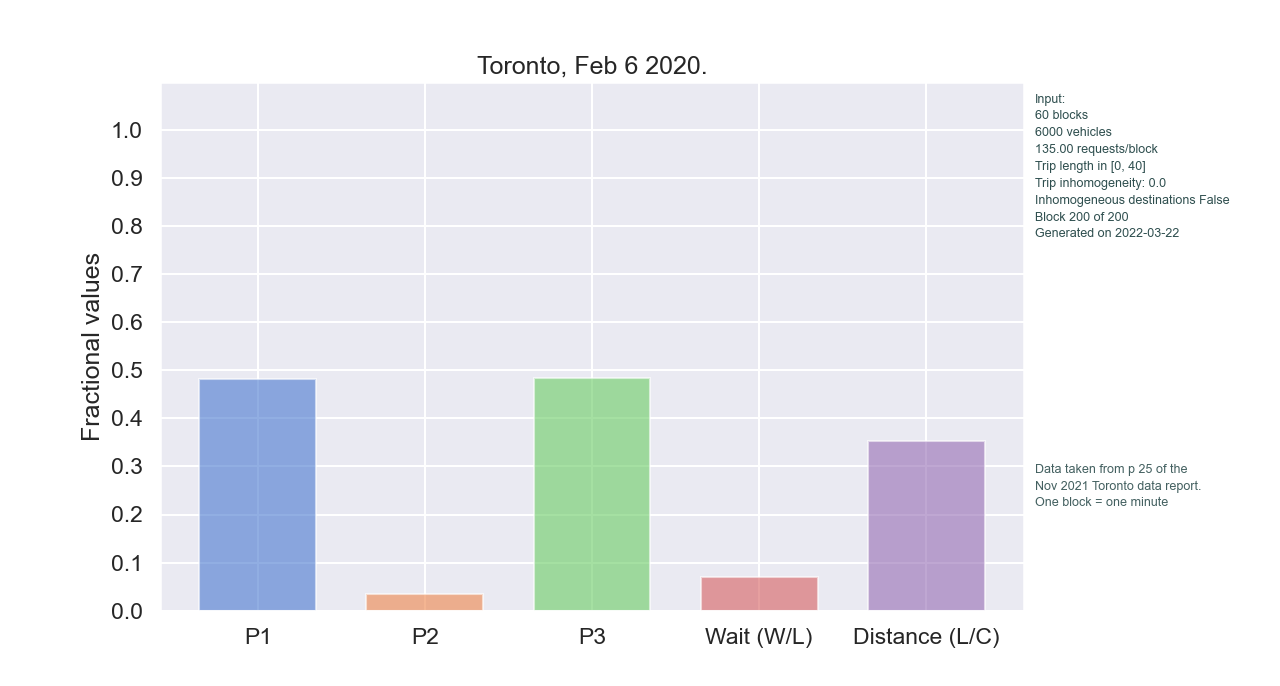 Toronto, Feb 6 2020.
Fractional values
1.0
0.9
0.8
0.7
0.6
0.5
0.4
0.3
0.2
0.1
0.0
P1
P2
P3
Wait (W/L)
Distance (L/C)
Input:
60 blocks
6000 vehicles
135.00 requests/block
Trip length in [0, 40]
Trip inhomogeneity: 0.0
Inhomogeneous destinations False
Block 200 of 200
Generated on 2022-03-22
Data taken from p 25 of the
Nov 2021 Toronto data report.
One block = one minute